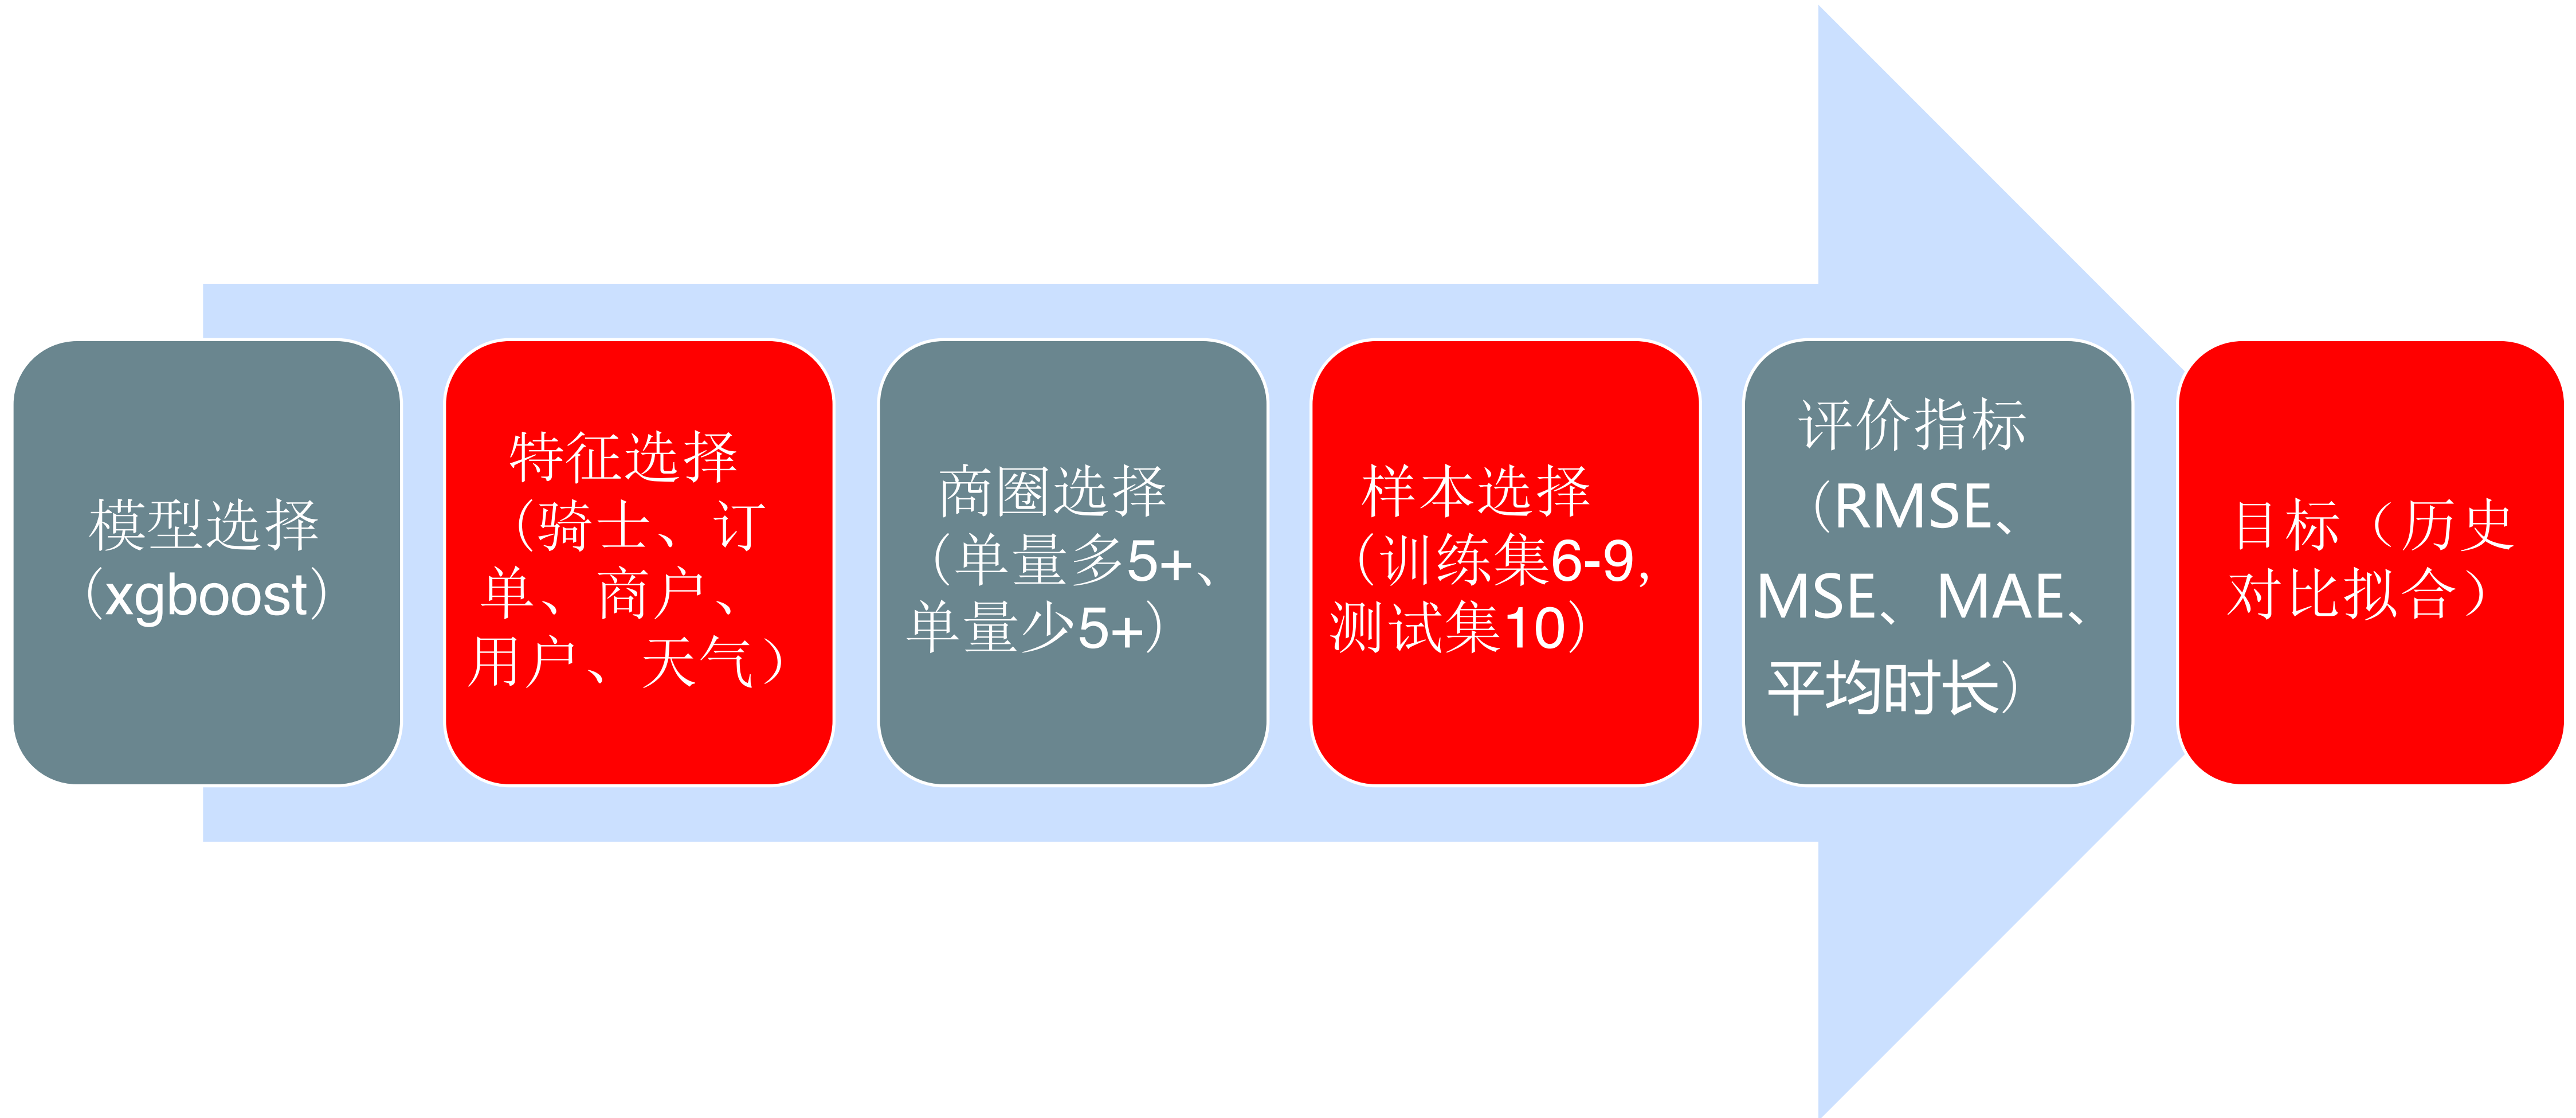 模型选择
（xgboost）
特征选择
（骑士、订
单、商户、
用户、天气）
商圈选择
（单量多5+、
单量少5+）
样本选择
（训练集6-9,
测试集10）
评价指标
（RMSE、
MSE、MAE、
平均时长）
目标（历史
对比拟合）